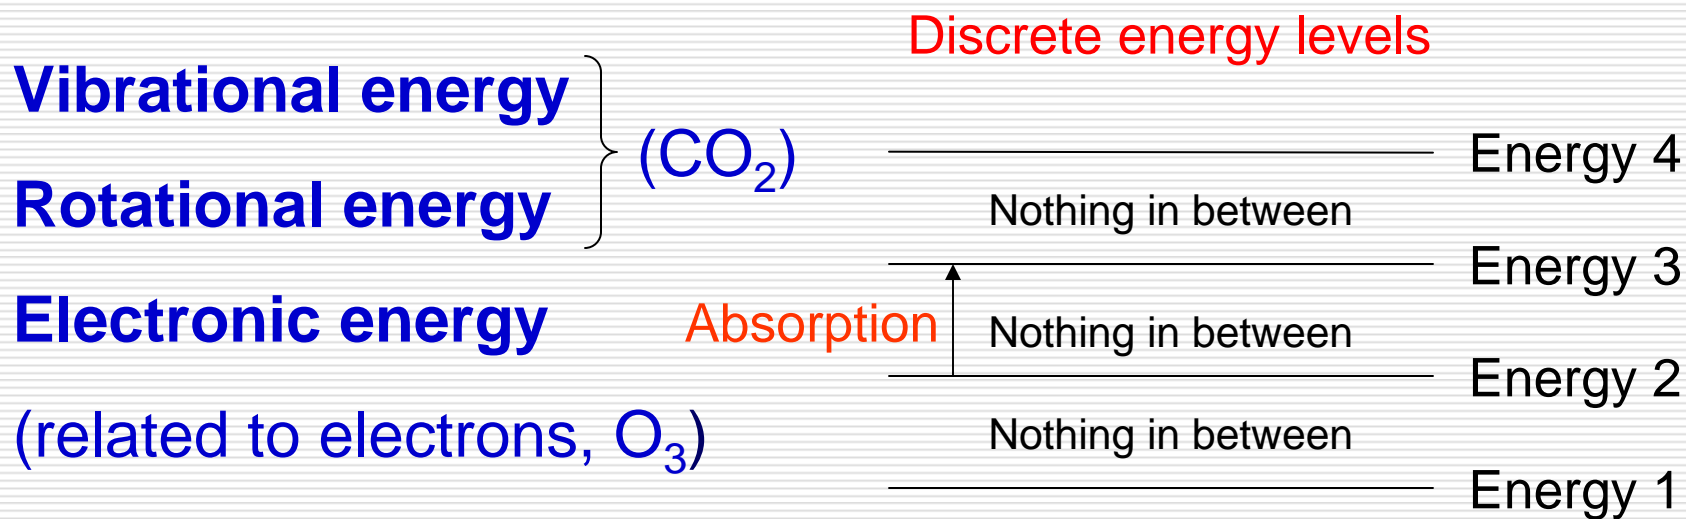 Discrete energy levels
Vibrational energy
(CO₂)
Rotational energy
Electronic energy
(related to electrons, O₃)
Energy 4
Nothing in between
Energy 3
Absorption
Nothing in between
Energy 2
Nothing in between
Energy 1